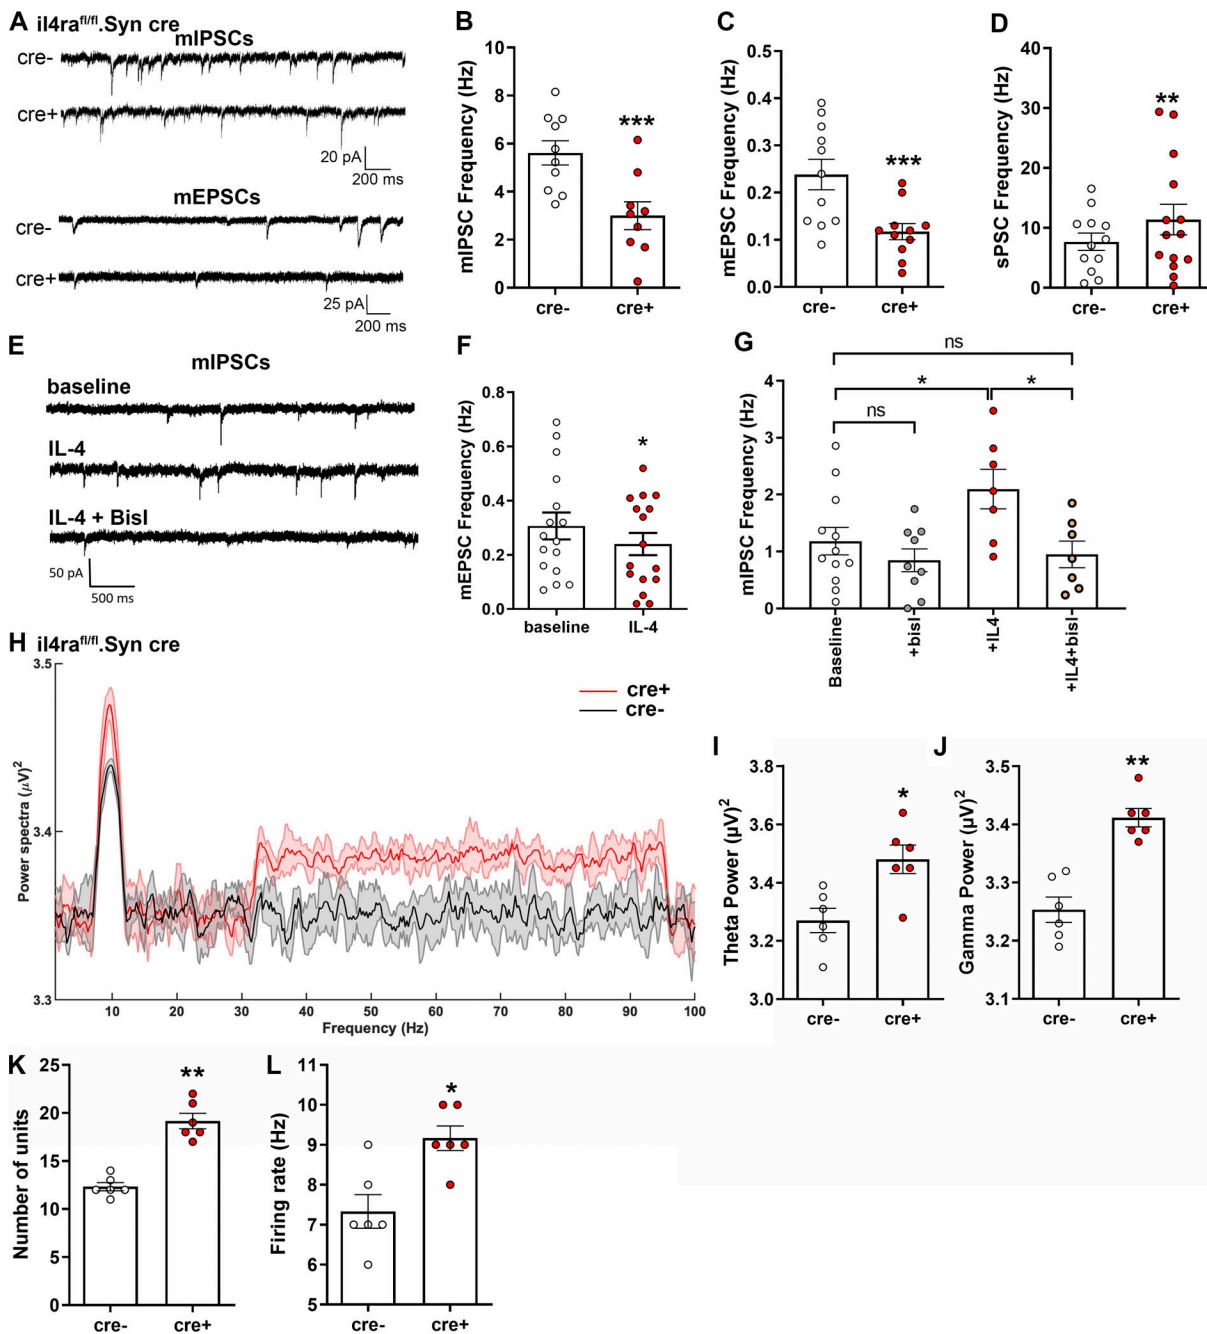 A il4ra^fl/fl.Syn cre
mIPSCs
cre-
cre+
20 pA
200 ms
mEPSCs
cre-
cre+
25 pA
200 ms
B
mIPSC Frequency (Hz)
10
8
6
4
2
0
***
cre- cre+
C
mEPSC Frequency (Hz)
0.5
0.4
0.3
0.2
0.1
0.0
***
cre- cre+
D
sPSC Frequency (Hz)
40
30
20
10
0
**
cre- cre+
E
mIPSCs
baseline
IL-4
IL-4 + BisI
50 pA
500 ms
F
mEPSC Frequency (Hz)
0.8
0.6
0.4
0.2
0.0
*
baseline IL-4
G
mIPSC Frequency (Hz)
4
3
2
1
0
ns
* *
ns
Baseline
+bisI
+IL4
+IL4+bisI
H il4ra^fl/fl.Syn cre
Power spectra (μV)²
3.5
3.4
3.3
cre+
cre-
10 20 30 40 50 60 70 80 90 100
Frequency (Hz)
I
Theta Power (μV)²
3.8
3.6
3.4
3.2
3.0
*
cre- cre+
J
Gamma Power (μV)²
3.5
3.4
3.3
3.2
3.1
**
cre- cre+
K
Number of units
25
20
15
10
5
0
**
cre- cre+
L
Firing rate (Hz)
11
10
9
8
7
6
5
*
cre- cre+